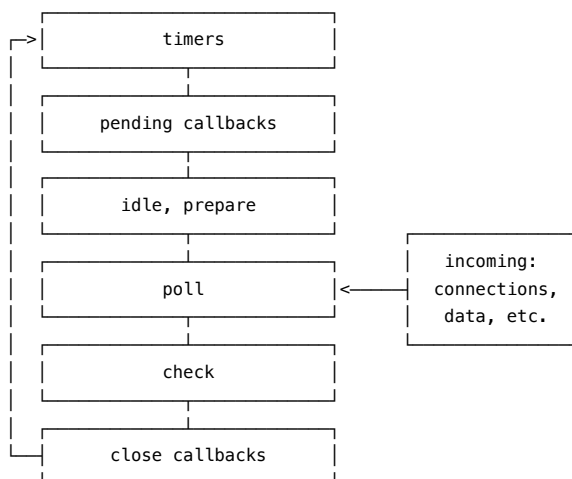 timers
pending callbacks
idle, prepare
poll
incoming:
connections,
data, etc.
check
close callbacks